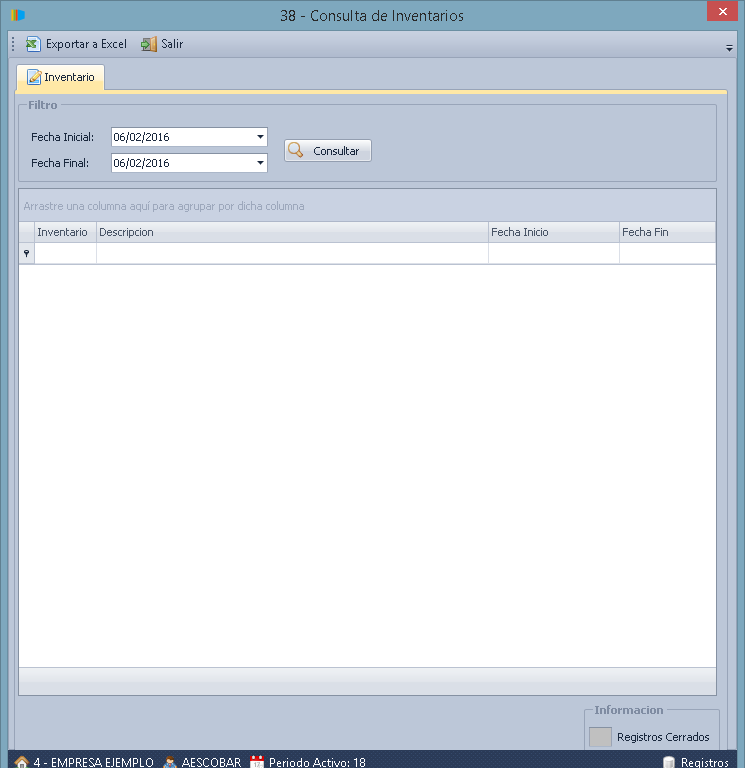 38 - Consulta de Inventarios
Exportar a Excel Salir
Inventario
Filtro
Fecha Inicial: 06/02/2016
Consultar
Fecha Final: 06/02/2016
Arrastre una columna aquí para agrupar por dicha columna
Inventario Descripcion Fecha Inicio Fecha Fin
Informacion
Registros Cerrados
4 - EMPRESA EJEMPLO AESCOBAR Periodo Activo: 18 Registros